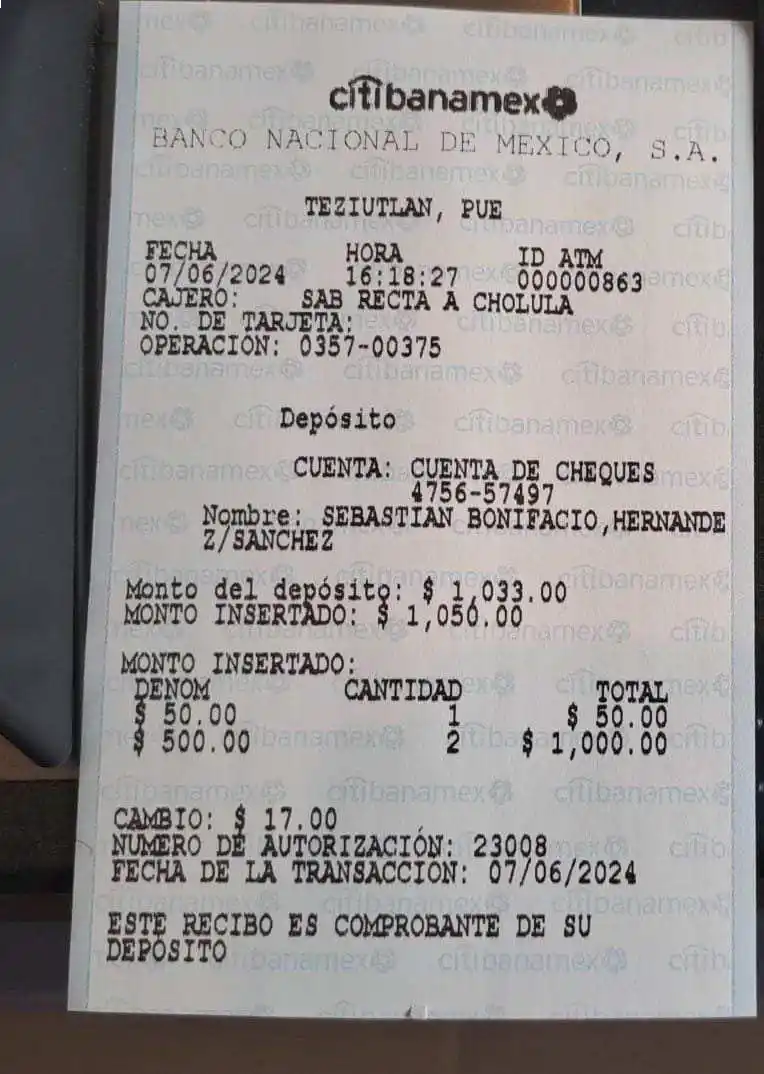 citibanamex
BANCO NACIONAL DE MEXICO, S.A.
TEZIUTLAN, PUE
FECHA HORA ID ATM
07/06/2024 16:18:27 000000863
CAJERO: SAB RECTA A CHOLULA
NO. DE TARJETA:
OPERACION: 0357-00375
Depósito
CUENTA: CUENTA DE CHEQUES
4756-57497
Nombre: SEBASTIAN BONIFACIO,HERNANDE
Z/SANCHEZ
Monto del depósito: $ 1,033.00
MONTO INSERTADO: $ 1,050.00
MONTO INSERTADO:
DENOM CANTIDAD TOTAL
$ 50.00 1 $ 50.00
$ 500.00 2 $ 1,000.00
CAMBIO: $ 17.00
NUMERO DE AUTORIZACIÓN: 23008
FECHA DE LA TRANSACCION: 07/06/2024
ESTE RECIBO ES COMPROBANTE DE SU
DEPÓSITO